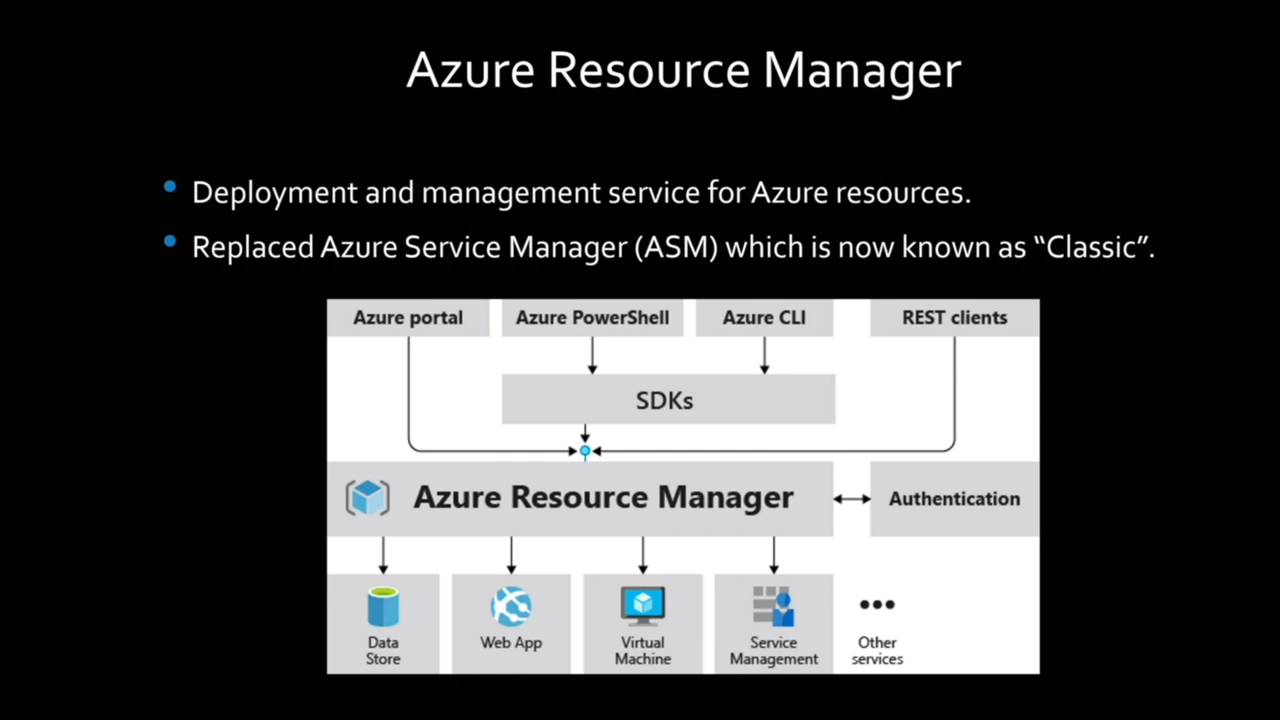 Azure Resource Manager
Deployment and management service for Azure resources.
Replaced Azure Service Manager (ASM) which is now known as “Classic”.
Azure portal
Azure PowerShell
Azure CLI
REST clients
SDKs
Azure Resource Manager
Authentication
Data
Store
Web App
Virtual
Machine
Service
Management
Other
services